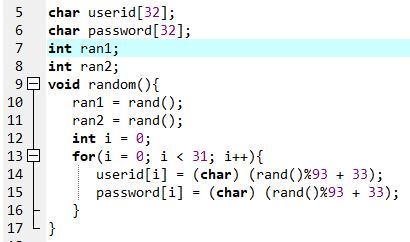 5 char userid[32];
6 char password[32];
7 int ran1;
8 int ran2;
9 void random(){
10 ran1 = rand();
11 ran2 = rand();
12 int i = 0;
13 for(i = 0; i < 31; i++){
14 userid[i] = (char) (rand()%93 + 33);
15 password[i] = (char) (rand()%93 + 33);
16 }
17 }